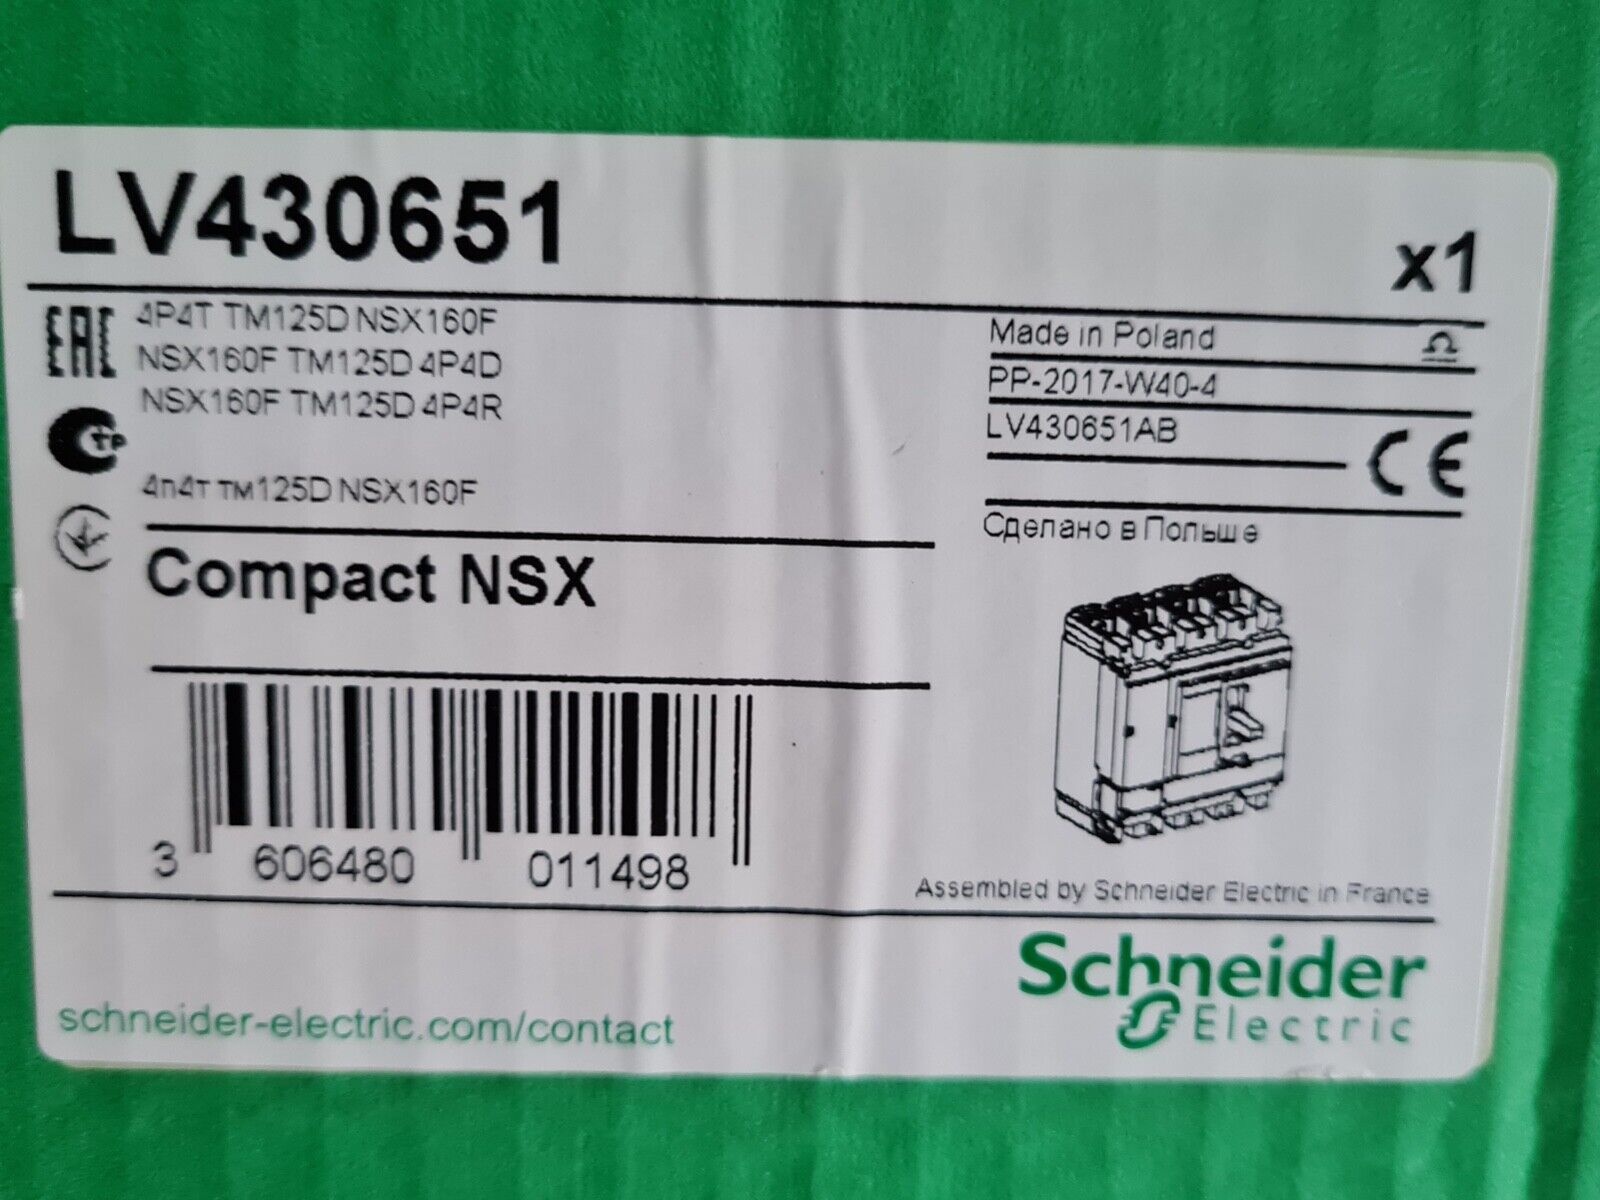 LV430651
x1
EAC
4P4T TM125D NSX160F
NSX160F TM125D 4P4D
NSX160F TM125D 4P4R
4п4т тм125D NSX160F
Made in Poland
PP-2017-W40-4
LV430651AB
CE
Сделано в Польше
Compact NSX
3 606480 011498
Assembled by Schneider Electric in France
Schneider
Electric
schneider-electric.com/contact